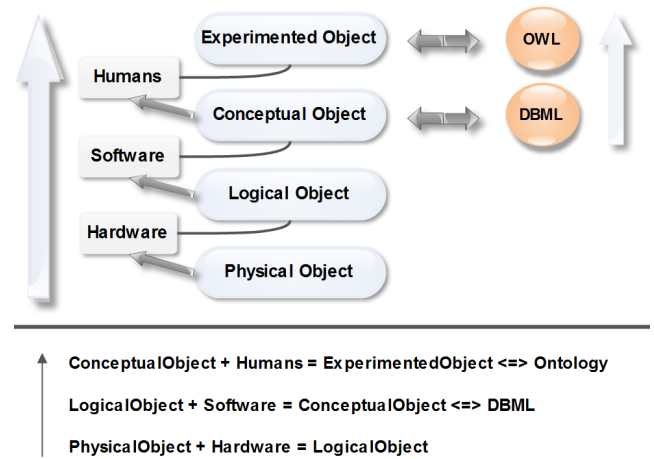 Experimented Object
OWL
Humans
Conceptual Object
DBML
Software
Logical Object
Hardware
Physical Object
ConceptualObject + Humans = ExperimentedObject <=> Ontology
LogicalObject + Software = ConceptualObject <=> DBML
PhysicalObject + Hardware = LogicalObject